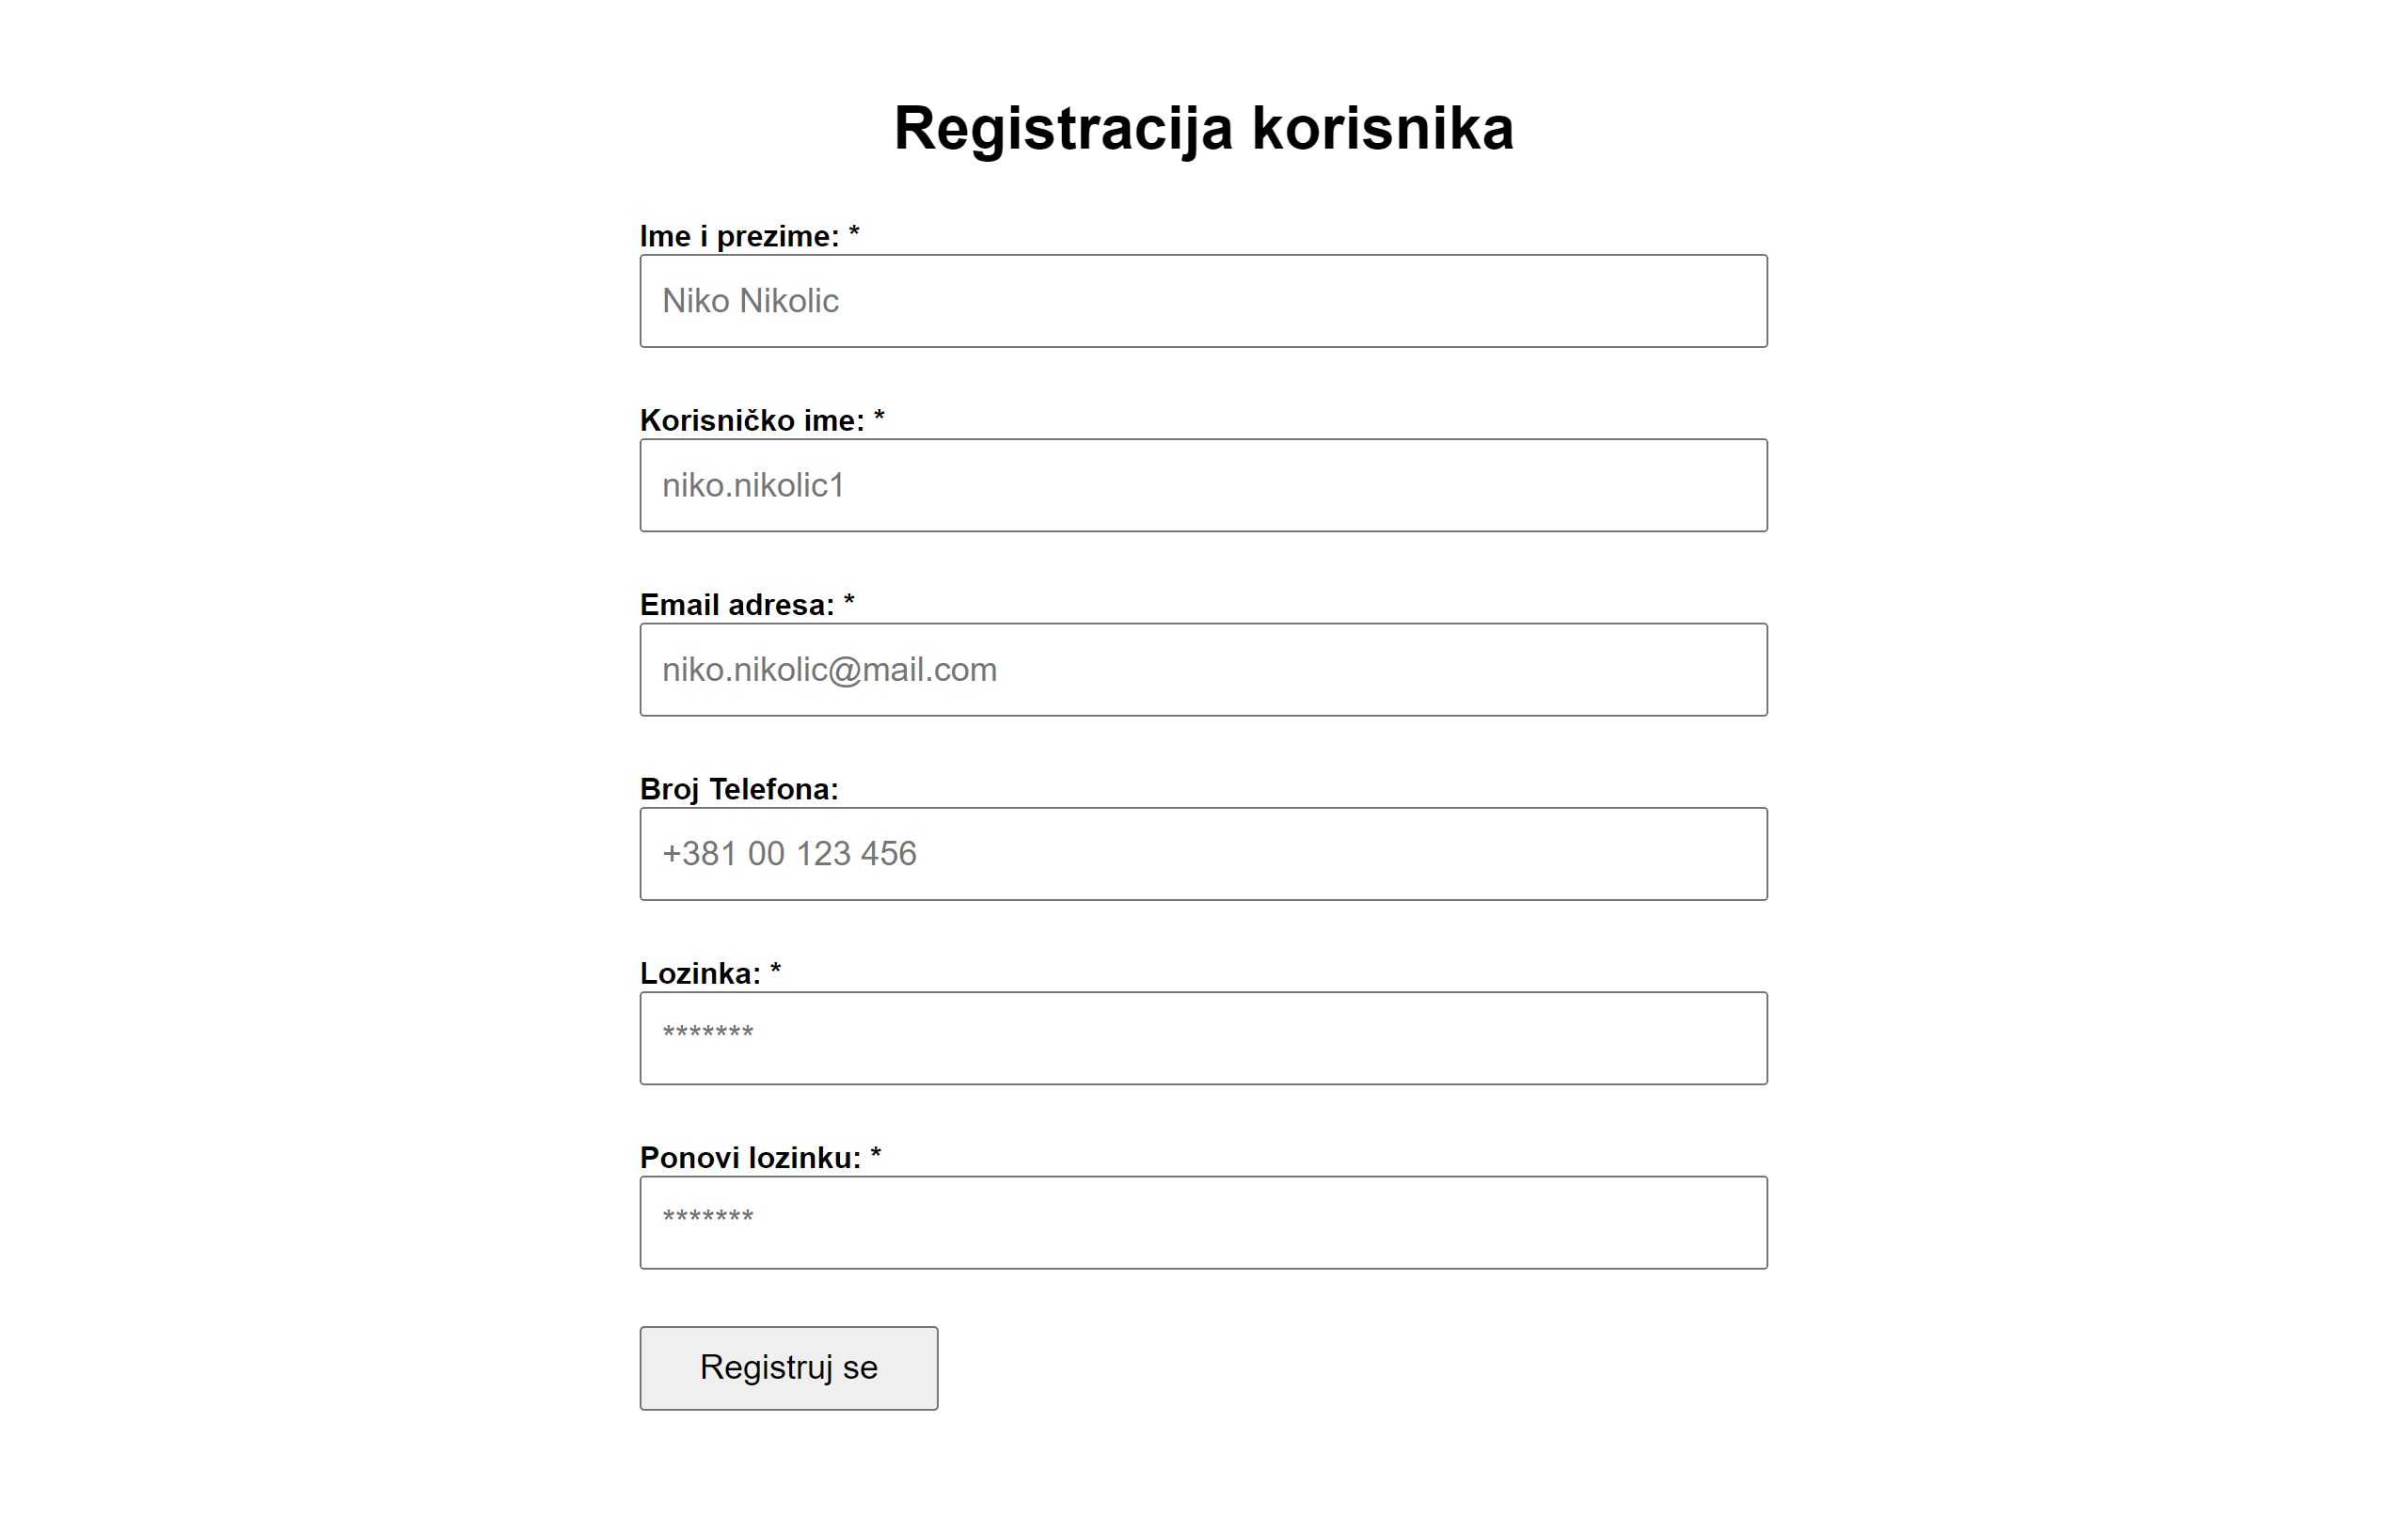 Registracija korisnika
Ime i prezime: *
Niko Nikolic
Korisničko ime: *
niko.nikolic1
Email adresa: *
niko.nikolic@mail.com
Broj Telefona:
+381 00 123 456
Lozinka: *
*******
Ponovi lozinku: *
*******
Registruj se